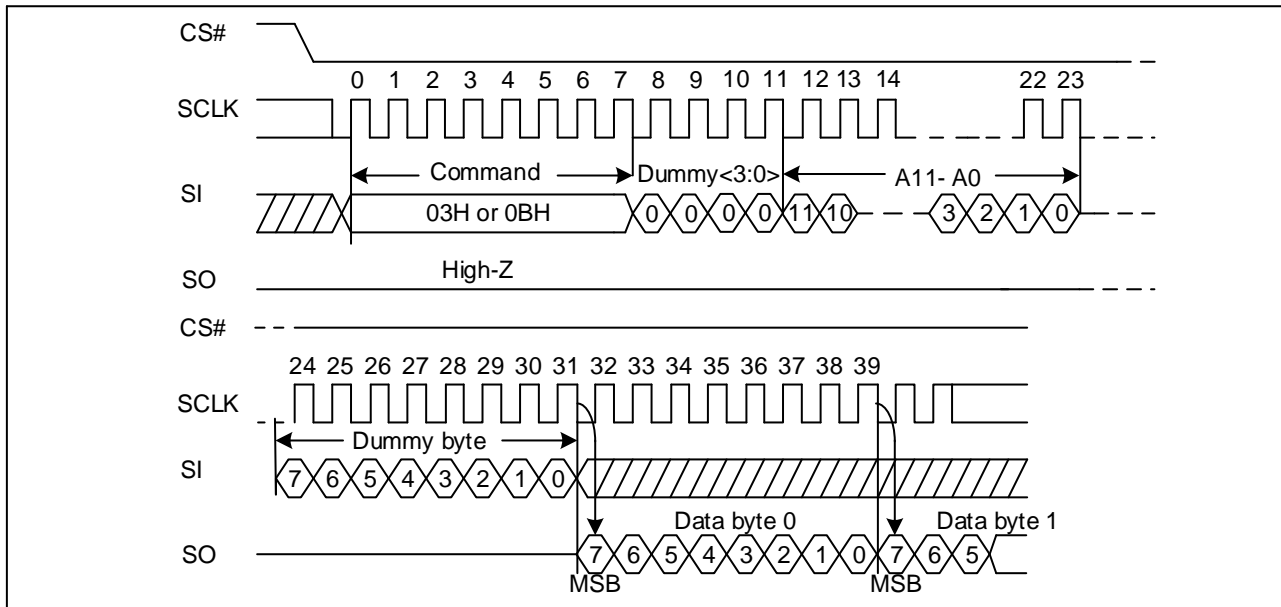 CS#
0 1 2 3 4 5 6 7 8 9 10 11 12 13 14 22 23
SCLK
Command Dummy<3:0> A11- A0
SI
03H or 0BH 0 0 0 0 11 10 3 2 1 0
High-Z
SO
CS#
24 25 26 27 28 29 30 31 32 33 34 35 36 37 38 39
SCLK
Dummy byte
SI
7 6 5 4 3 2 1 0
Data byte 0 Data byte 1
SO
7 6 5 4 3 2 1 0 7 6 5
MSB MSB